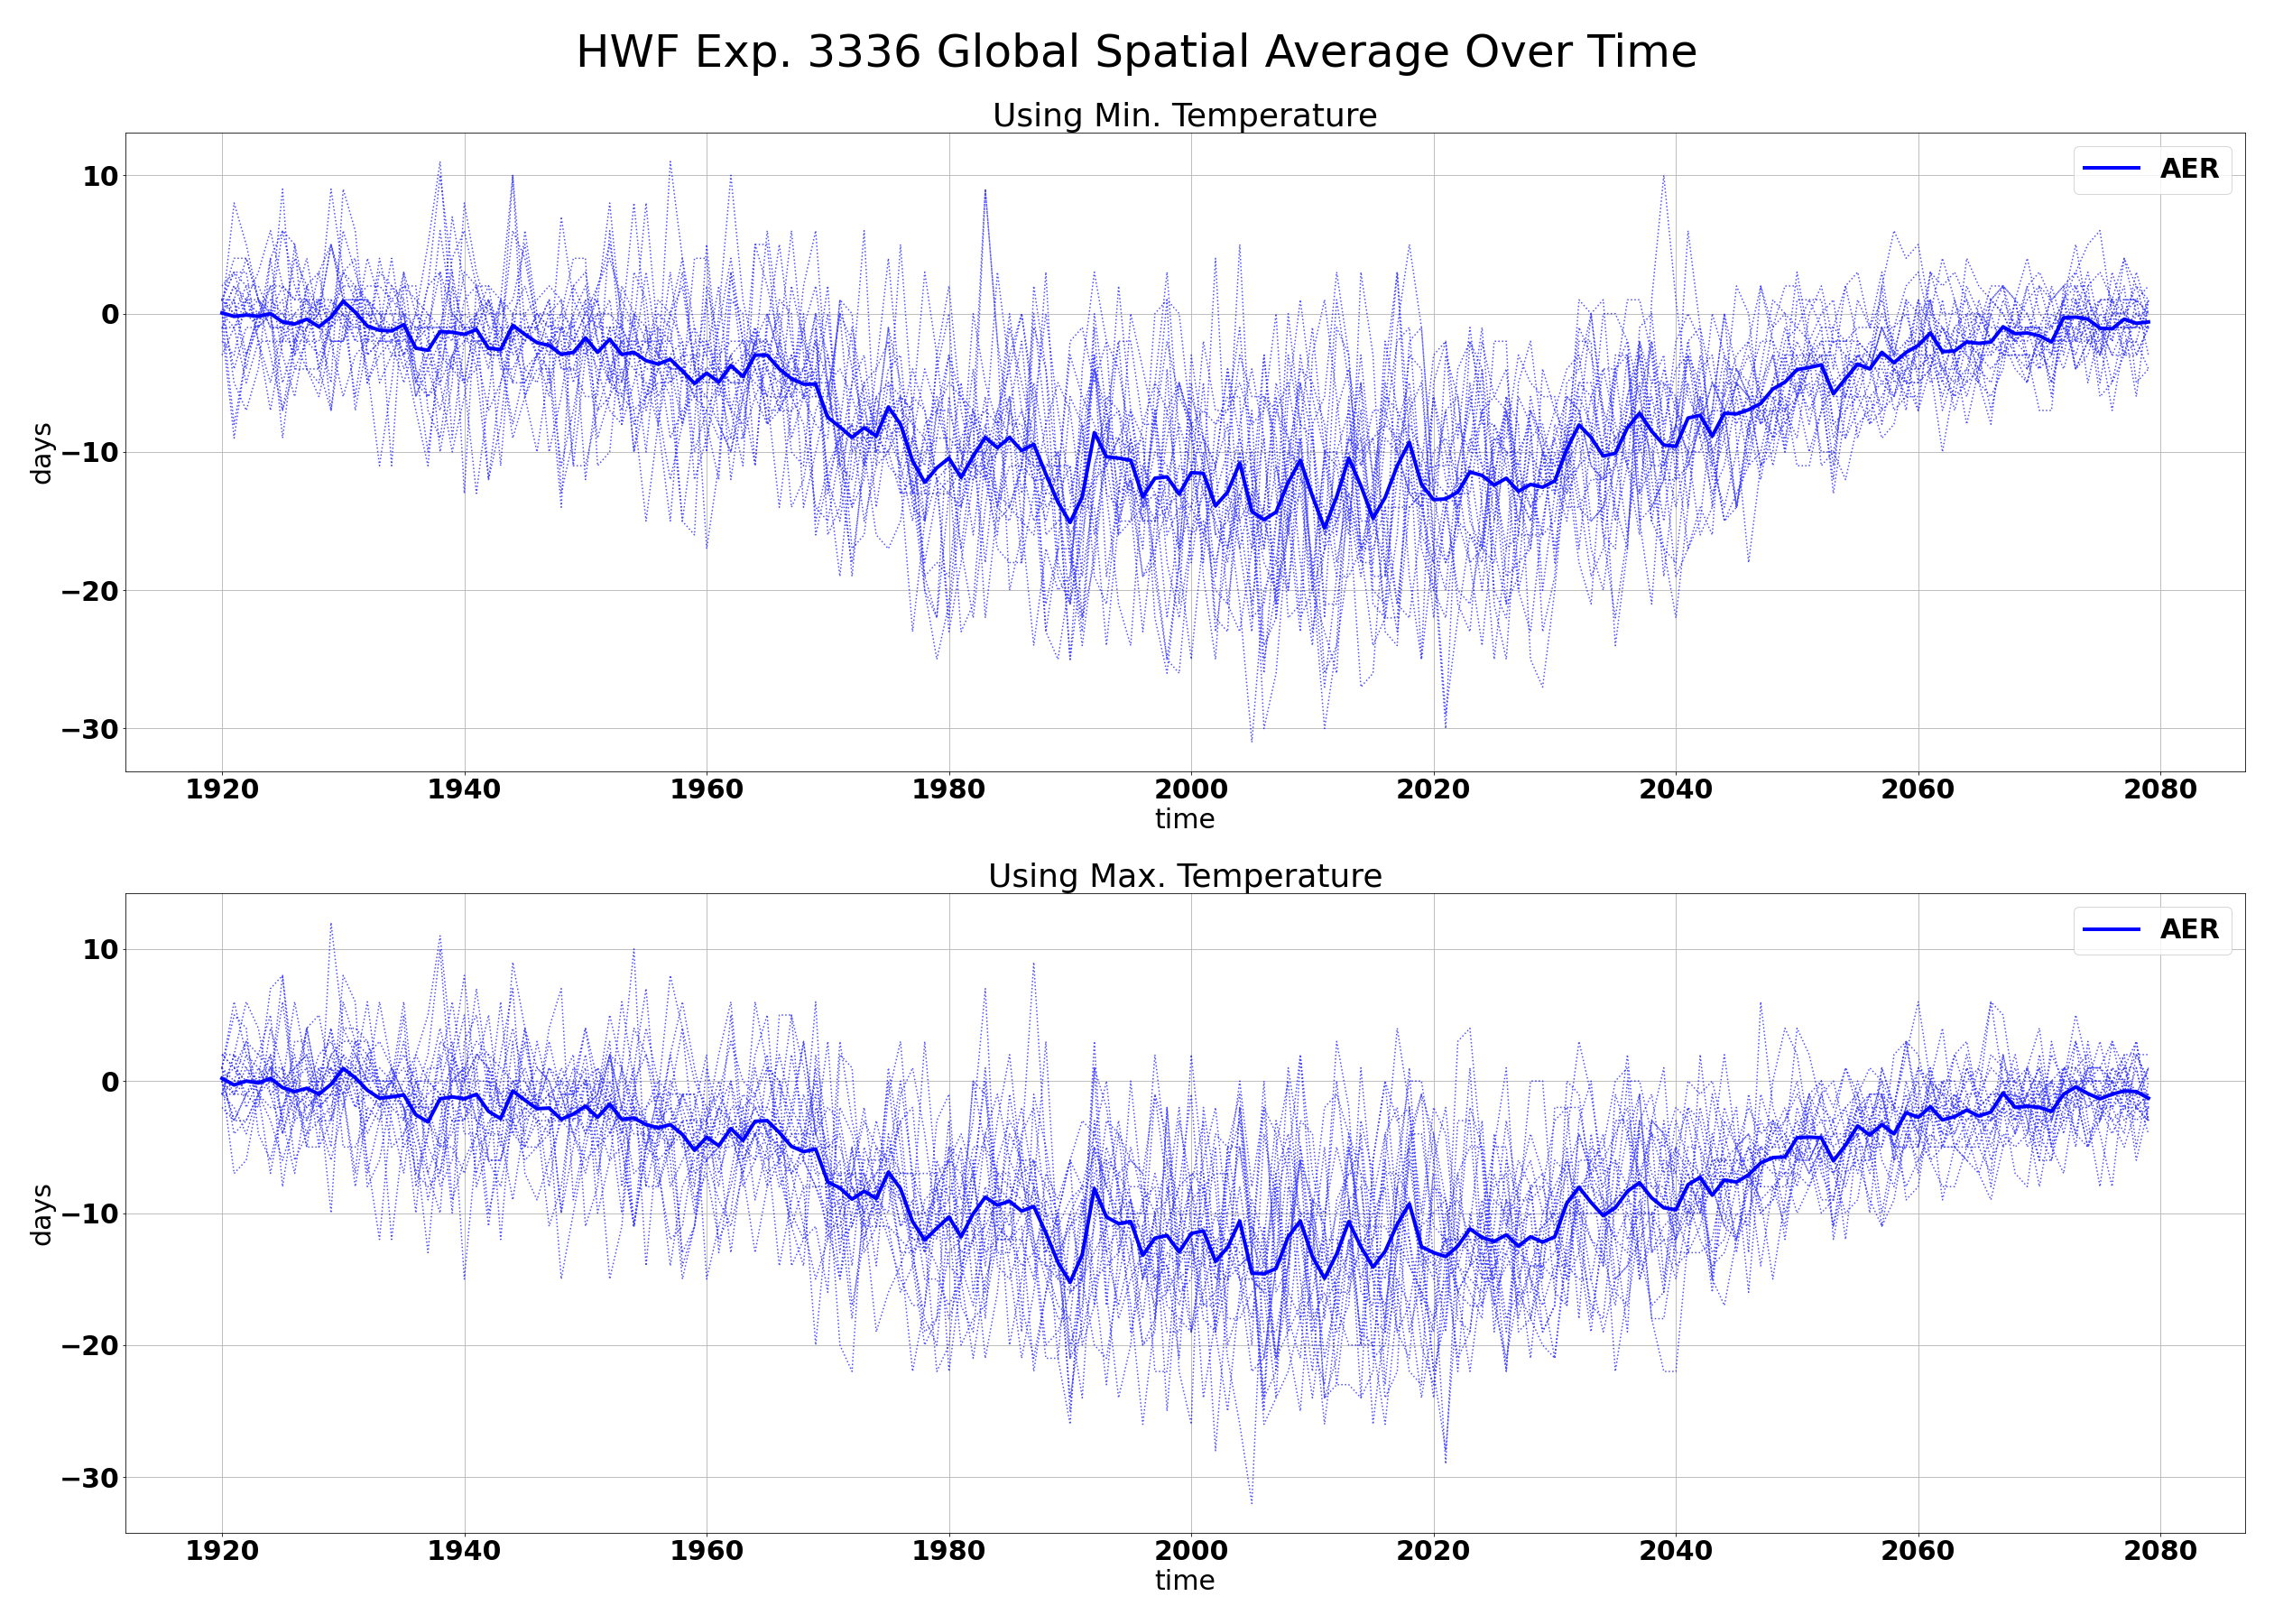 HWF Exp. 3336 Global Spatial Average Over Time
Using Min. Temperature
AER
10
0
−10
−20
−30
days
1920 1940 1960 1980 2000 2020 2040 2060 2080
time
Using Max. Temperature
AER
10
0
−10
−20
−30
days
1920 1940 1960 1980 2000 2020 2040 2060 2080
time